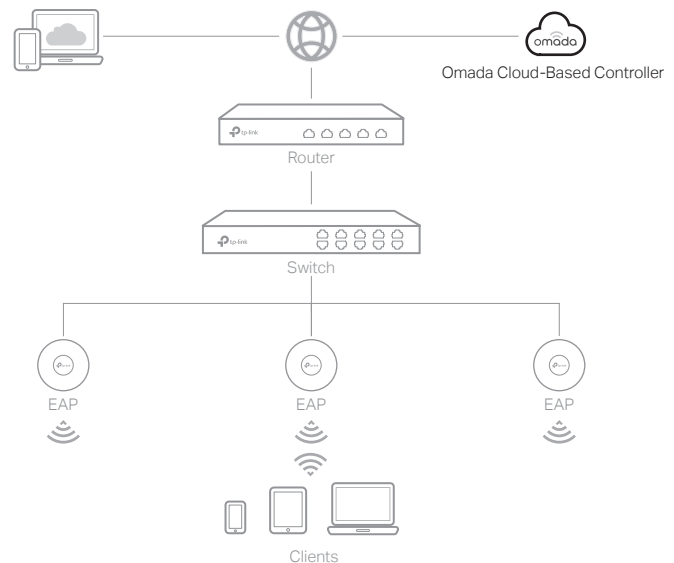 omada
Omada Cloud-Based Controller
tp-link
Router
tp-link
Switch
EAP
EAP
EAP
Clients